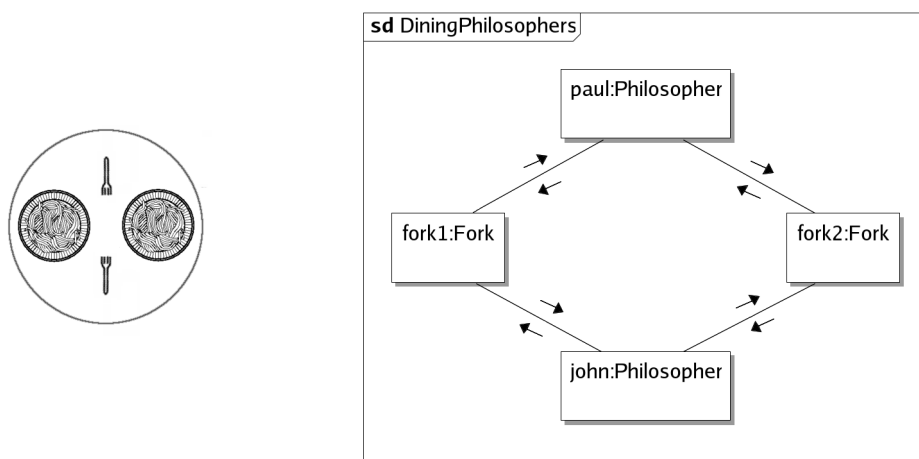 sd DiningPhilosophers
paul:Philosopher
fork1:Fork
fork2:Fork
john:Philosopher